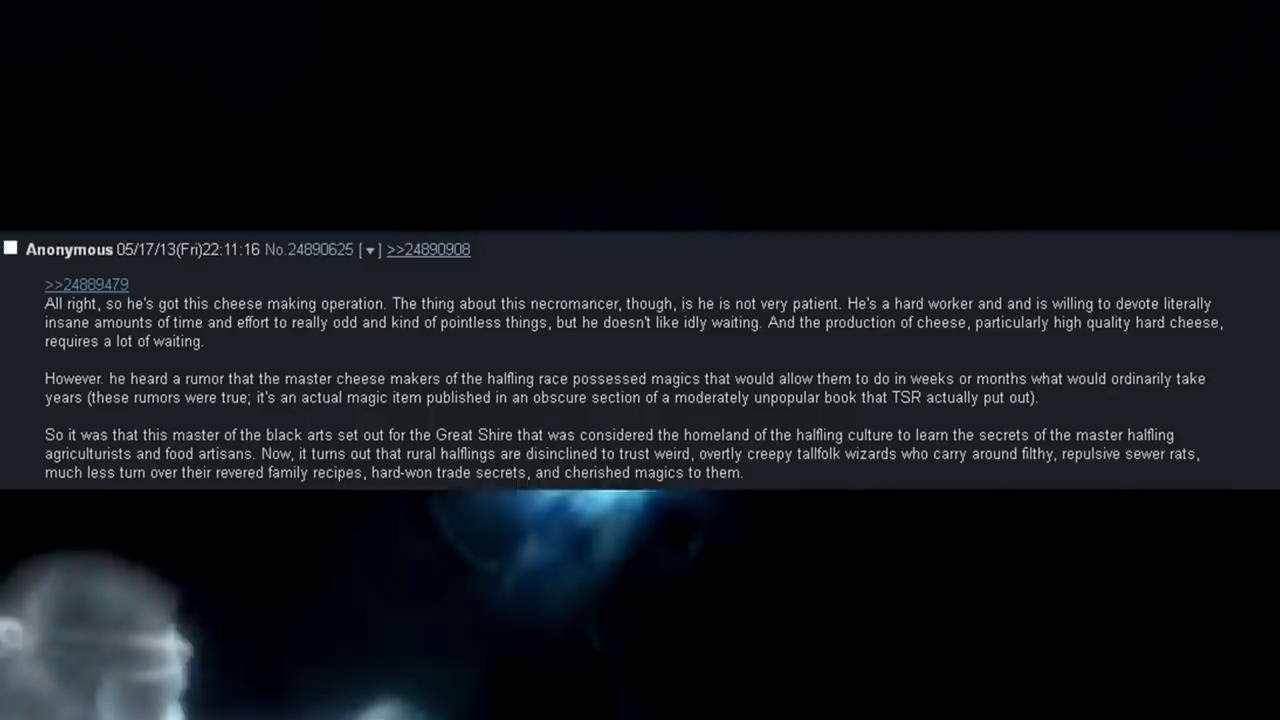 Anonymous 05/17/13(Fri)22:11:16 No.24890625 [▼] >>24890908
>>24889479
All right, so he's got this cheese making operation. The thing about this necromancer, though, is he is not very patient. He's a hard worker and and is willing to devote literally
insane amounts of time and effort to really odd and kind of pointless things, but he doesn't like idly waiting. And the production of cheese, particularly high quality hard cheese,
requires a lot of waiting.
However. he heard a rumor that the master cheese makers of the halfling race possessed magics that would allow them to do in weeks or months what would ordinarily take
years (these rumors were true; it's an actual magic item published in an obscure section of a moderately unpopular book that TSR actually put out).
So it was that this master of the black arts set out for the Great Shire that was considered the homeland of the halfling culture to learn the secrets of the master halfling
agriculturists and food artisans. Now, it turns out that rural halflings are disinclined to trust weird, overtly creepy tallfolk wizards who carry around filthy, repulsive sewer rats,
much less turn over their revered family recipes, hard-won trade secrets, and cherished magics to them.